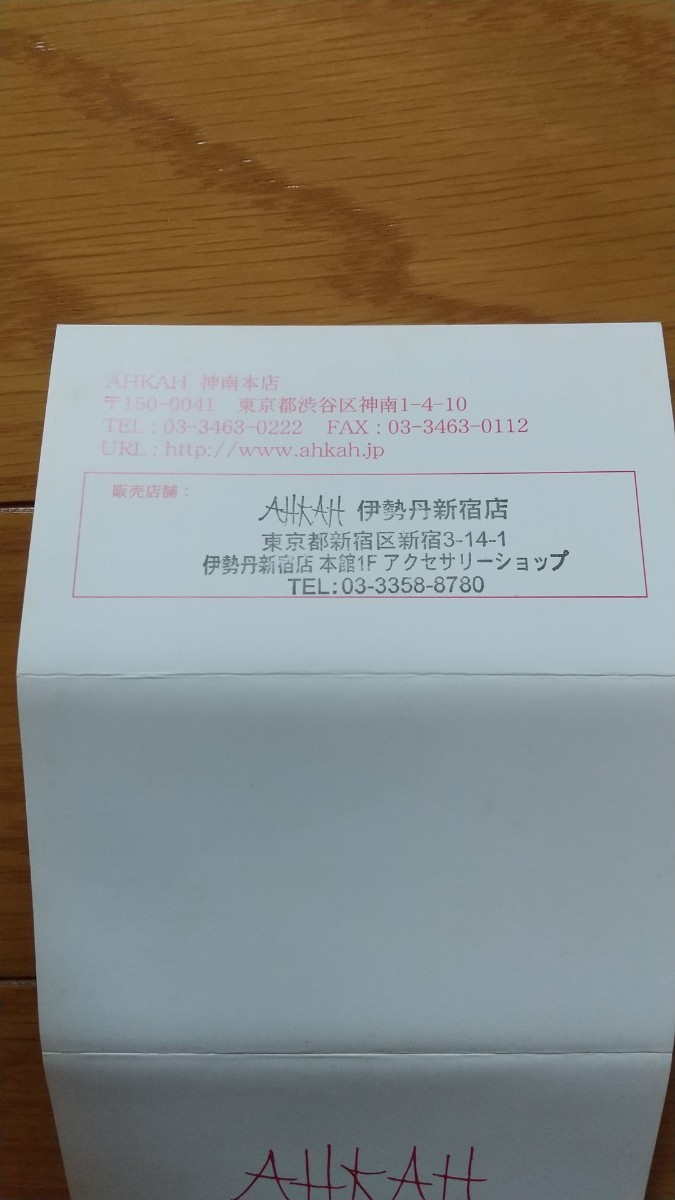 AHKAH 神南本店
〒150-0041 東京都渋谷区神南1-4-10
TEL : 03-3463-0222 FAX : 03-3463-0112
URL : http://www.ahkah.jp
販売店舗 :
AHKAH 伊勢丹新宿店
東京都新宿区新宿3-14-1
伊勢丹新宿店 本館1F アクセサリーショップ
TEL:03-3358-8780
AHKAH